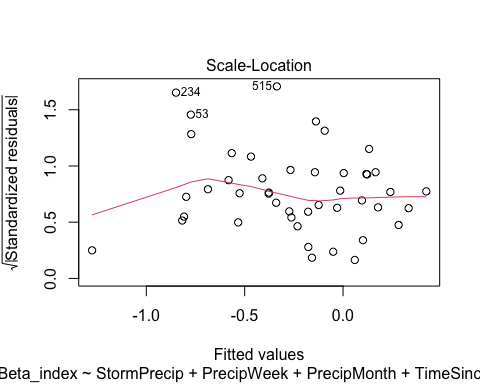 Scale-Location
√|Standardized residuals|
0.0 0.5 1.0 1.5
234
515
53
-1.0 -0.5 0.0
Fitted values
Beta_index ~ StormPrecip + PrecipWeek + PrecipMonth + TimeSinc